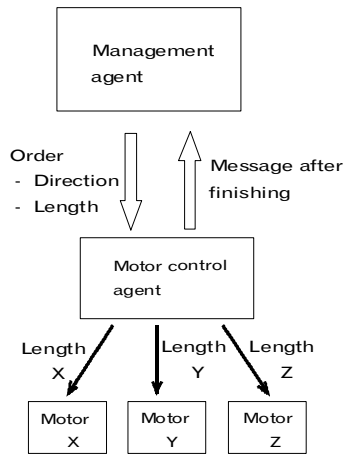 Management
agent
Order
- Direction
- Length
Message after
finishing
Motor control
agent
Length
X
Length
Y
Length
Z
Motor
X
Motor
Y
Motor
Z